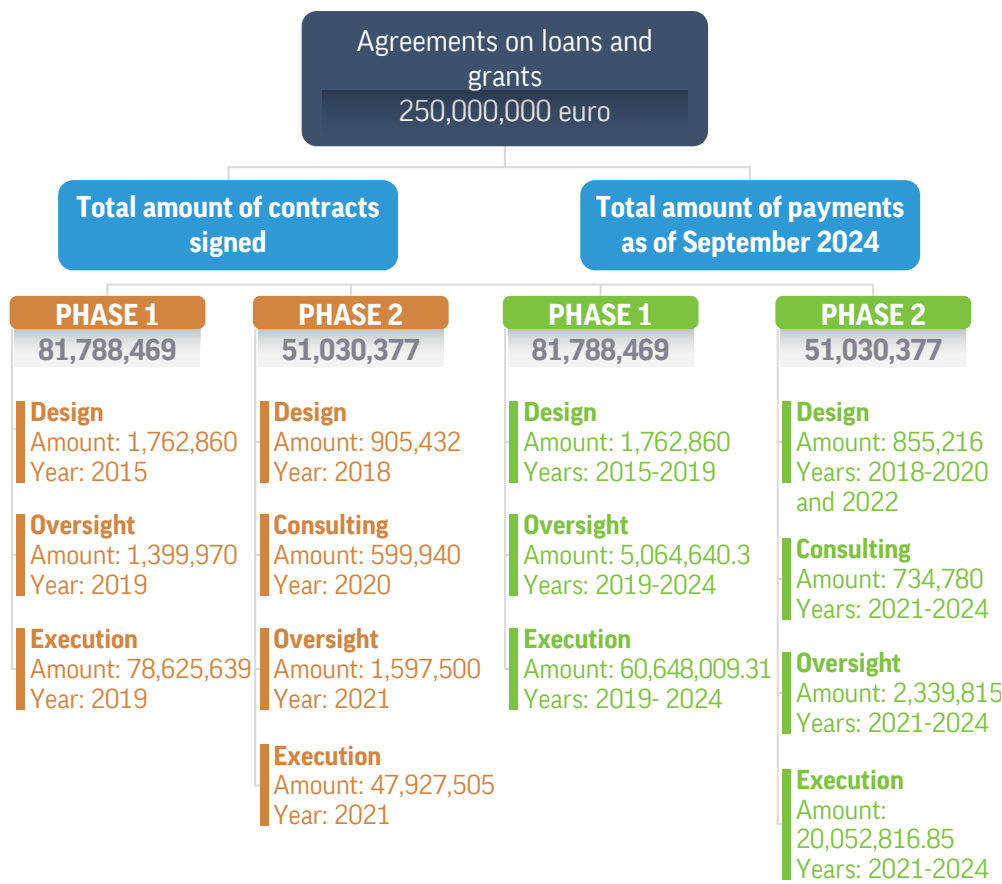 Agreements on loans and
grants
250,000,000 euro
Total amount of contracts
signed
Total amount of payments
as of September 2024
PHASE 1
81,788,469
Design
Amount: 1,762,860
Year: 2015
Oversight
Amount: 1,399,970
Year: 2019
Execution
Amount: 78,625,639
Year: 2019
PHASE 2
51,030,377
Design
Amount: 905,432
Year: 2018
Consulting
Amount: 599,940
Year: 2020
Oversight
Amount: 1,597,500
Year: 2021
Execution
Amount: 47,927,505
Year: 2021
PHASE 1
81,788,469
Design
Amount: 1,762,860
Years: 2015-2019
Oversight
Amount: 5,064,640.3
Years: 2019-2024
Execution
Amount: 60,648,009.31
Years: 2019- 2024
PHASE 2
51,030,377
Design
Amount: 855,216
Years: 2018-2020
and 2022
Consulting
Amount: 734,780
Years: 2021-2024
Oversight
Amount: 2,339,815
Years: 2021-2024
Execution
Amount:
20,052,816.85
Years: 2021-2024